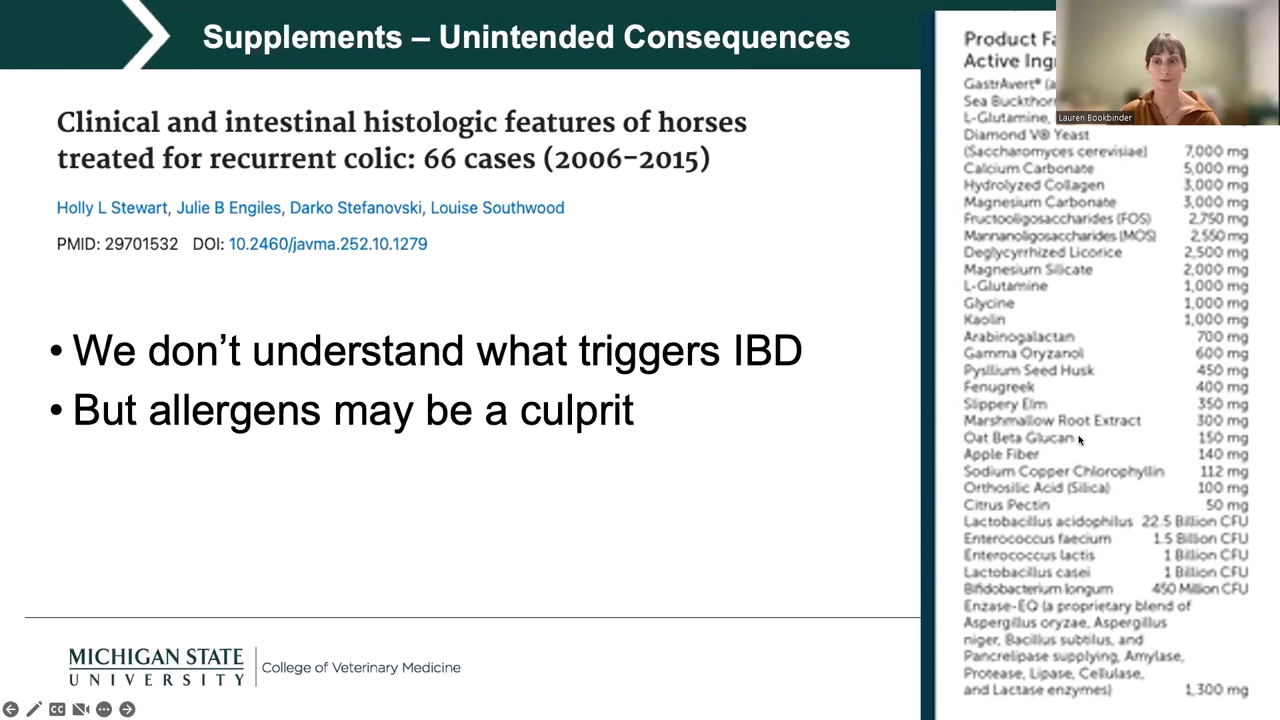 Supplements – Unintended Consequences
Clinical and intestinal histologic features of horses
treated for recurrent colic: 66 cases (2006-2015)
Holly L Stewart, Julie B Engiles, Darko Stefanovski, Louise Southwood
PMID: 29701532 DOI: 10.2460/javma.252.10.1279
• We don't understand what triggers IBD
• But allergens may be a culprit
MICHIGAN STATE
UNIVERSITY
College of Veterinary Medicine
Product Fa
Active Ing
GastrAvert® (a
Sea Buckthor
L-Glutamine,
Diamond V® Yeast
(Saccharomyces cerevisiae) 7,000 mg
Calcium Carbonate 5,000 mg
Hydrolyzed Collagen 3,000 mg
Magnesium Carbonate 3,000 mg
Fructooligosaccharides (FOS) 2,750 mg
Mannanoligosaccharides (MOS) 2,550 mg
Deglycyrrhized Licorice 2,500 mg
Magnesium Silicate 2,000 mg
L-Glutamine 1,000 mg
Glycine 1,000 mg
Kaolin 1,000 mg
Arabinogalactan 700 mg
Gamma Oryzanol 600 mg
Pysllium Seed Husk 450 mg
Fenugreek 400 mg
Slippery Elm 350 mg
Marshmallow Root Extract 300 mg
Oat Beta Glucan 150 mg
Apple Fiber 140 mg
Sodium Copper Chlorophyllin 112 mg
Orthosilic Acid (Silica) 100 mg
Citrus Pectin 50 mg
Lactobacillus acidophilus 22.5 Billion CFU
Enterococcus faecium 1.5 Billion CFU
Enterococcus lactis 1 Billion CFU
Lactobacillus casei 1 Billion CFU
Bifidobacterium longum 450 Million CFU
Enzase-EQ (a proprietary blend of
Aspergillus oryzae, Aspergillus
niger, Bacillus subtilus, and
Pancrelipase supplying, Amylase,
Protease, Lipase, Cellulase,
and Lactase enzymes) 1,300 mg
Lauren Bookbinder
CC